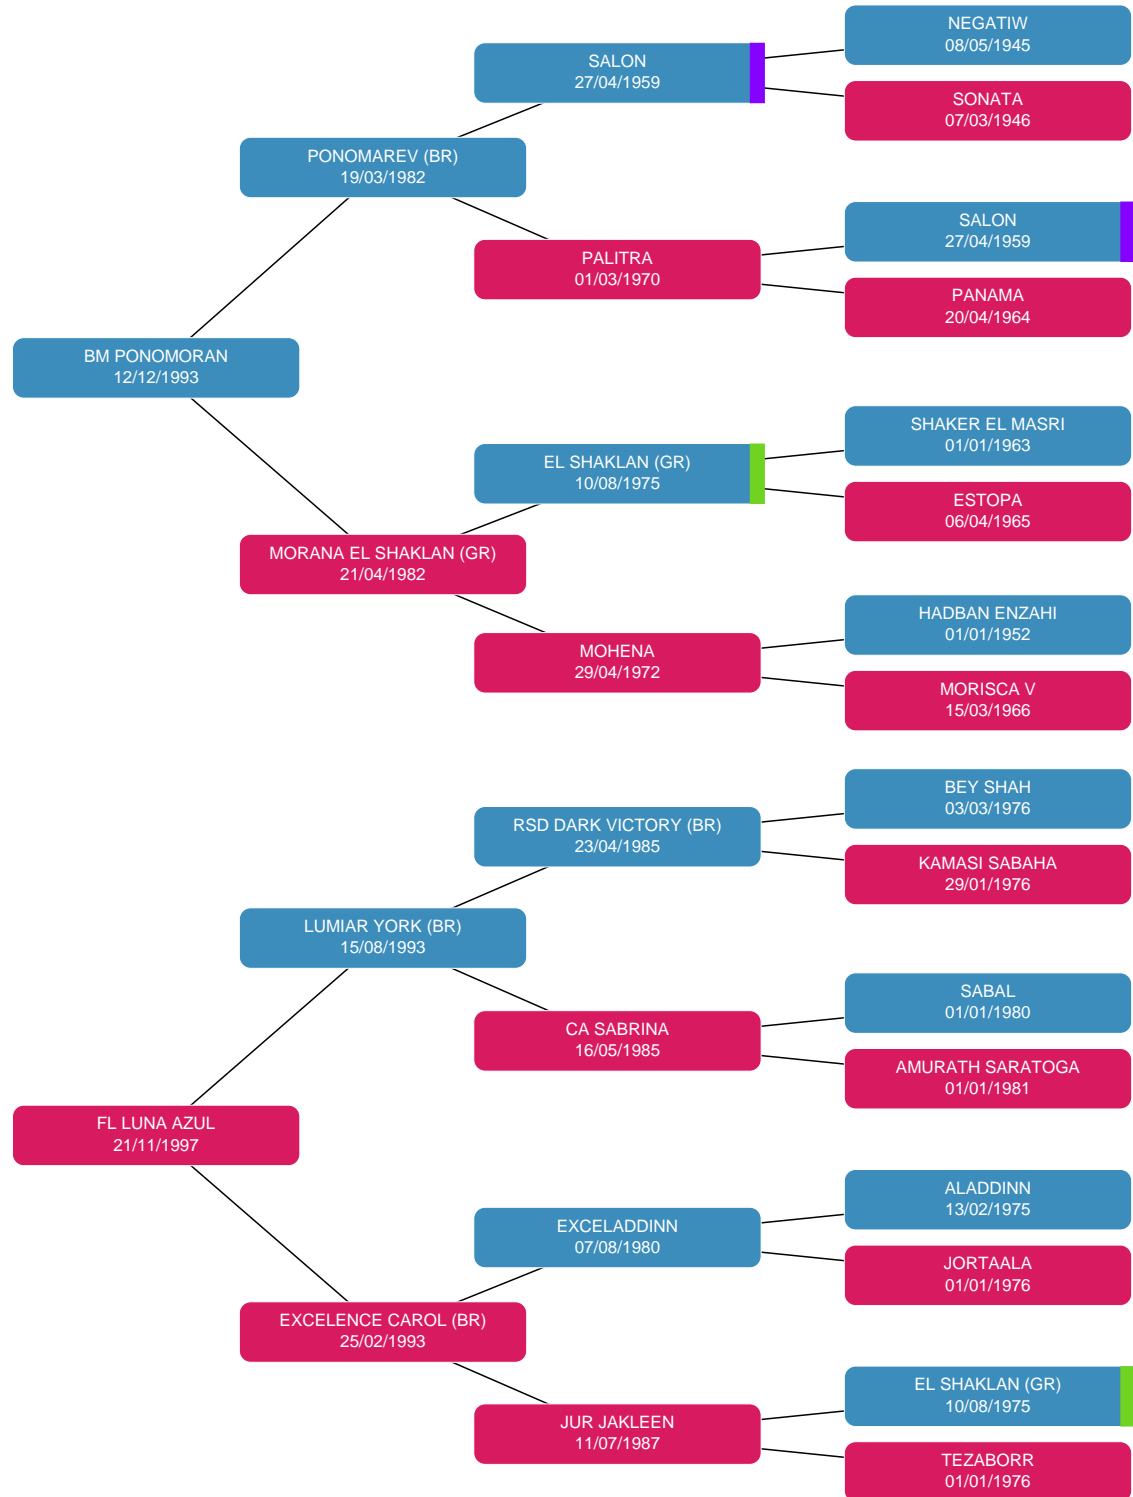 NEGATIW
08/05/1945
SALON
27/04/1959
SONATA
07/03/1946
PONOMAREV (BR)
19/03/1982
SALON
27/04/1959
PALITRA
01/03/1970
PANAMA
20/04/1964
BM PONOMORAN
12/12/1993
SHAKER EL MASRI
01/01/1963
EL SHAKLAN (GR)
10/08/1975
ESTOPA
06/04/1965
MORANA EL SHAKLAN (GR)
21/04/1982
HADBAN ENZAHI
01/01/1952
MOHENA
29/04/1972
MORISCA V
15/03/1966
BEY SHAH
03/03/1976
RSD DARK VICTORY (BR)
23/04/1985
KAMASI SABAHA
29/01/1976
LUMIAR YORK (BR)
15/08/1993
SABAL
01/01/1980
CA SABRINA
16/05/1985
AMURATH SARATOGA
01/01/1981
FL LUNA AZUL
21/11/1997
ALADDINN
13/02/1975
EXCELADDINN
07/08/1980
JORTAALA
01/01/1976
EXCELENCE CAROL (BR)
25/02/1993
EL SHAKLAN (GR)
10/08/1975
JUR JAKLEEN
11/07/1987
TEZABORR
01/01/1976